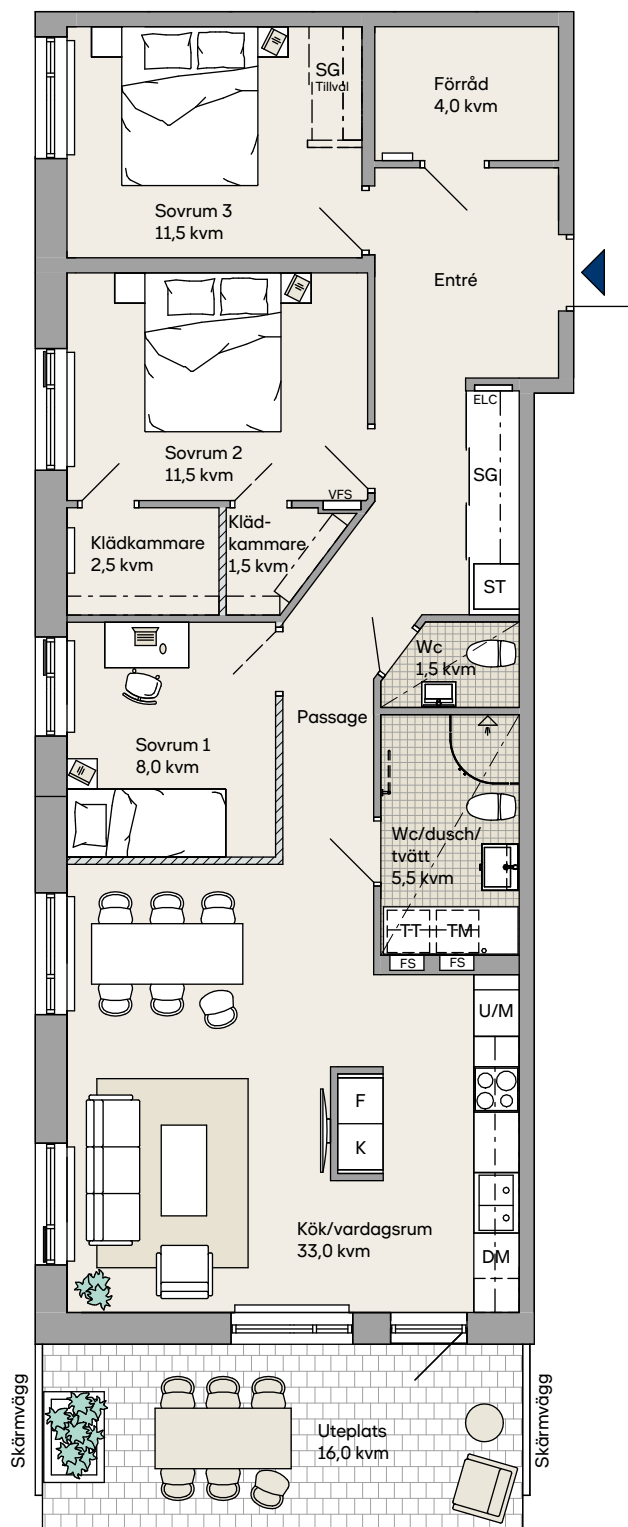 SG
Tillval
Förråd
4,0 kvm
Sovrum 3
11,5 kvm
Entré
ELC
Sovrum 2
11,5 kvm
SG
VFS
Klädkammare
2,5 kvm
Kläd-
kammare
1,5 kvm
ST
Wc
1,5 kvm
Passage
Sovrum 1
8,0 kvm
Wc/dusch/
tvätt
5,5 kvm
TT
TM
FS
FS
U/M
F
K
Kök/vardagsrum
33,0 kvm
DM
Skärmvägg
Uteplats
16,0 kvm
Skärmvägg